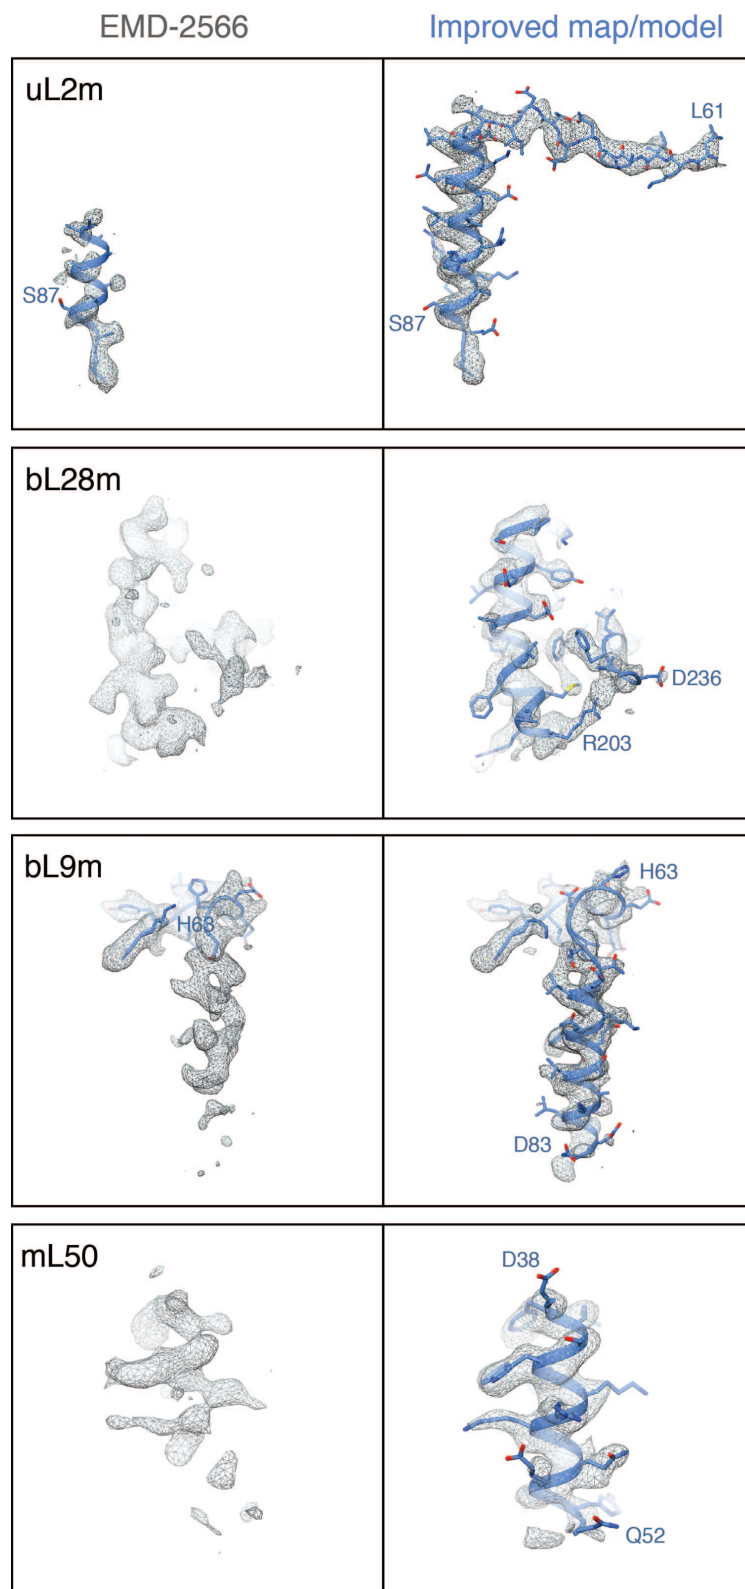 EMD-2566 Improved map/model
uL2m
L61
S87
S87
bL28m
D236
R203
bL9m
H63
H63
D83
mL50
D38
Q52